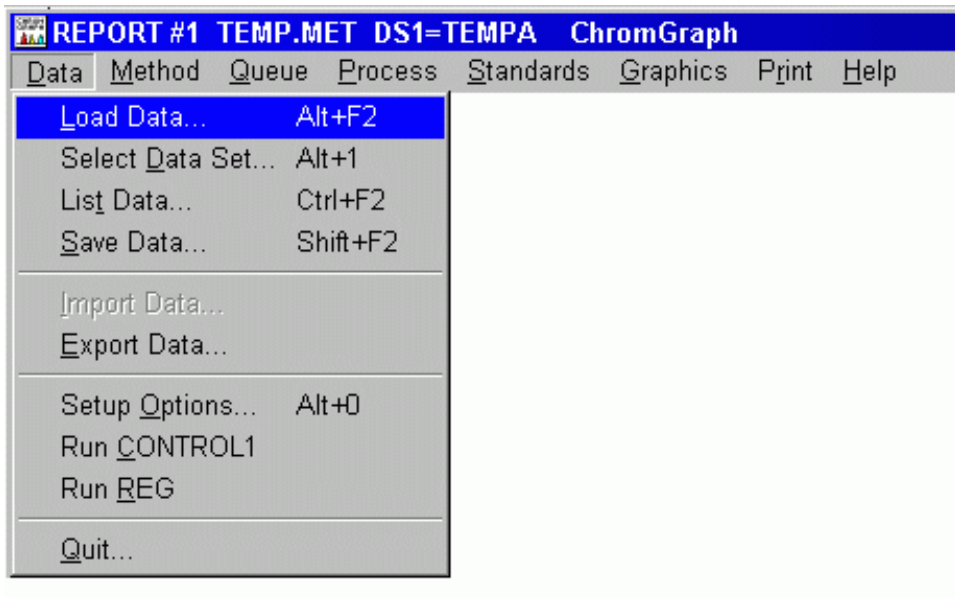 REPORT #1 TEMP.MET DS1=TEMPA ChromGraph
Data Method Queue Process Standards Graphics Print Help
Load Data... Alt+F2
Select Data Set... Alt+1
List Data... Ctrl+F2
Save Data... Shift+F2
Import Data...
Export Data...
Setup Options... Alt+0
Run CONTROL1
Run REG
Quit...